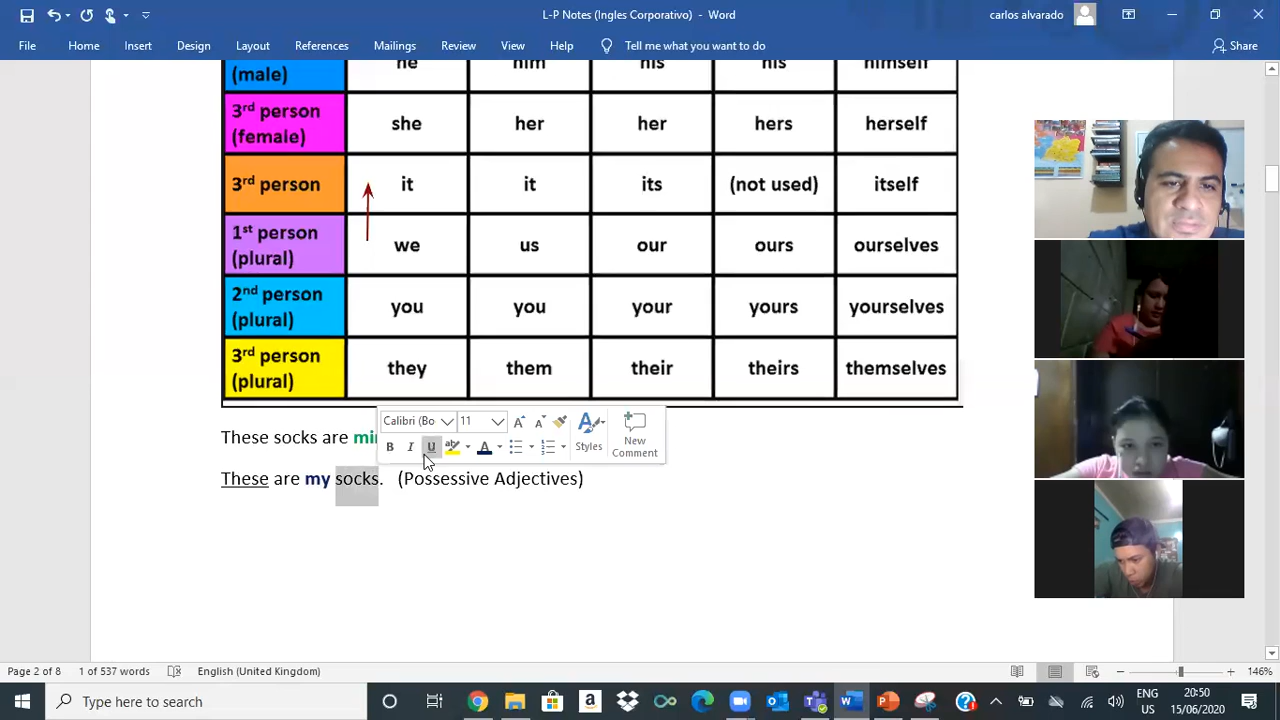 L-P Notes (Ingles Corporativo) - Word
carlos alvarado
File Home Insert Design Layout References Mailings Review View Help Tell me what you want to do Share
(male) he him his his himself
3rd person (female) she her her hers herself
3rd person it it its (not used) itself
1st person (plural) we us our ours ourselves
2nd person (plural) you you your yours yourselves
3rd person (plural) they them their theirs themselves
Calibri (Bo 11
Styles New Comment
These socks are
These are my socks. (Possessive Adjectives)
Page 2 of 8 1 of 537 words English (United Kingdom) 146%
Type here to search
ENG 20:50
US 15/06/2020